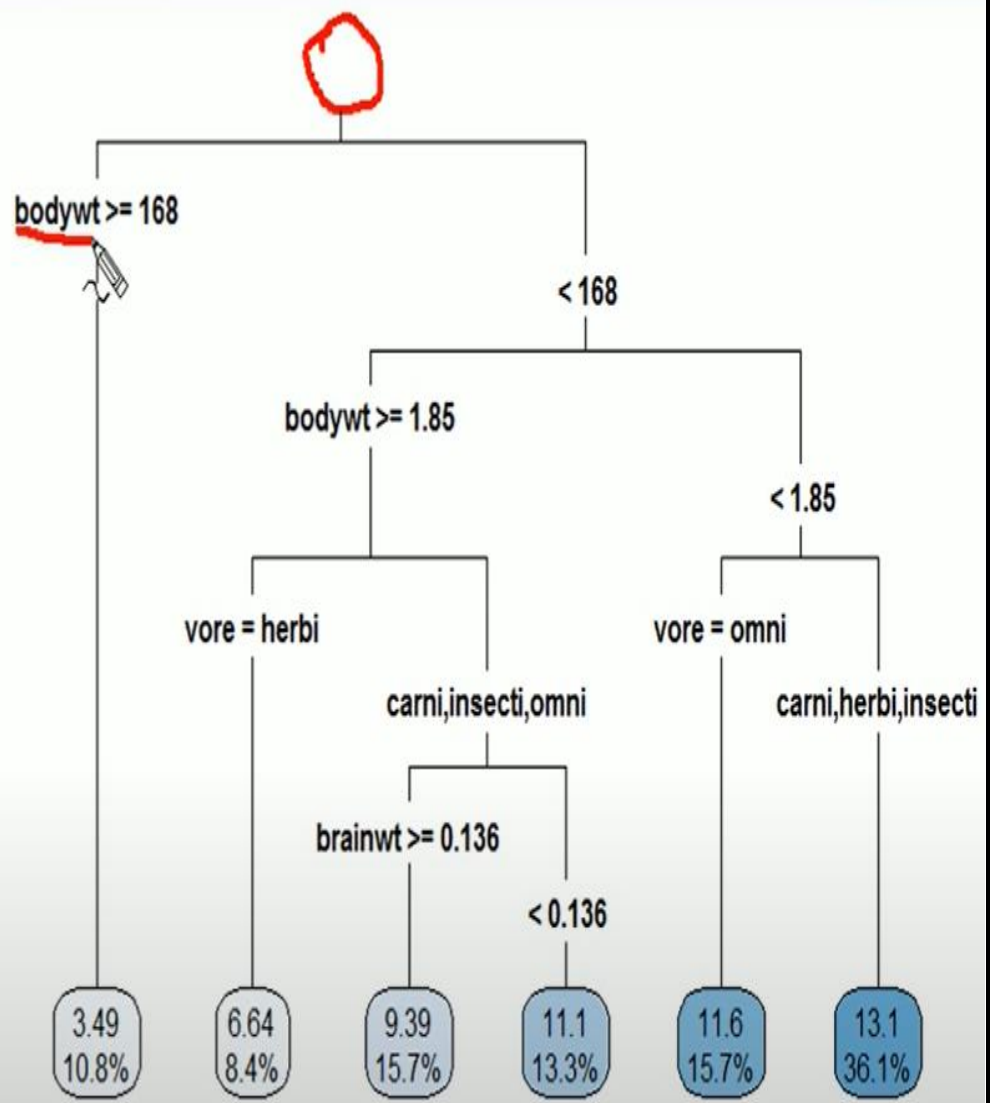 bodywt >= 168
< 168
bodywt >= 1.85
< 1.85
vore = herbi
vore = omni
carni,insecti,omni
carni,herbi,insecti
brainwt >= 0.136
< 0.136
3.49
10.8%
6.64
8.4%
9.39
15.7%
11.1
13.3%
11.6
15.7%
13.1
36.1%